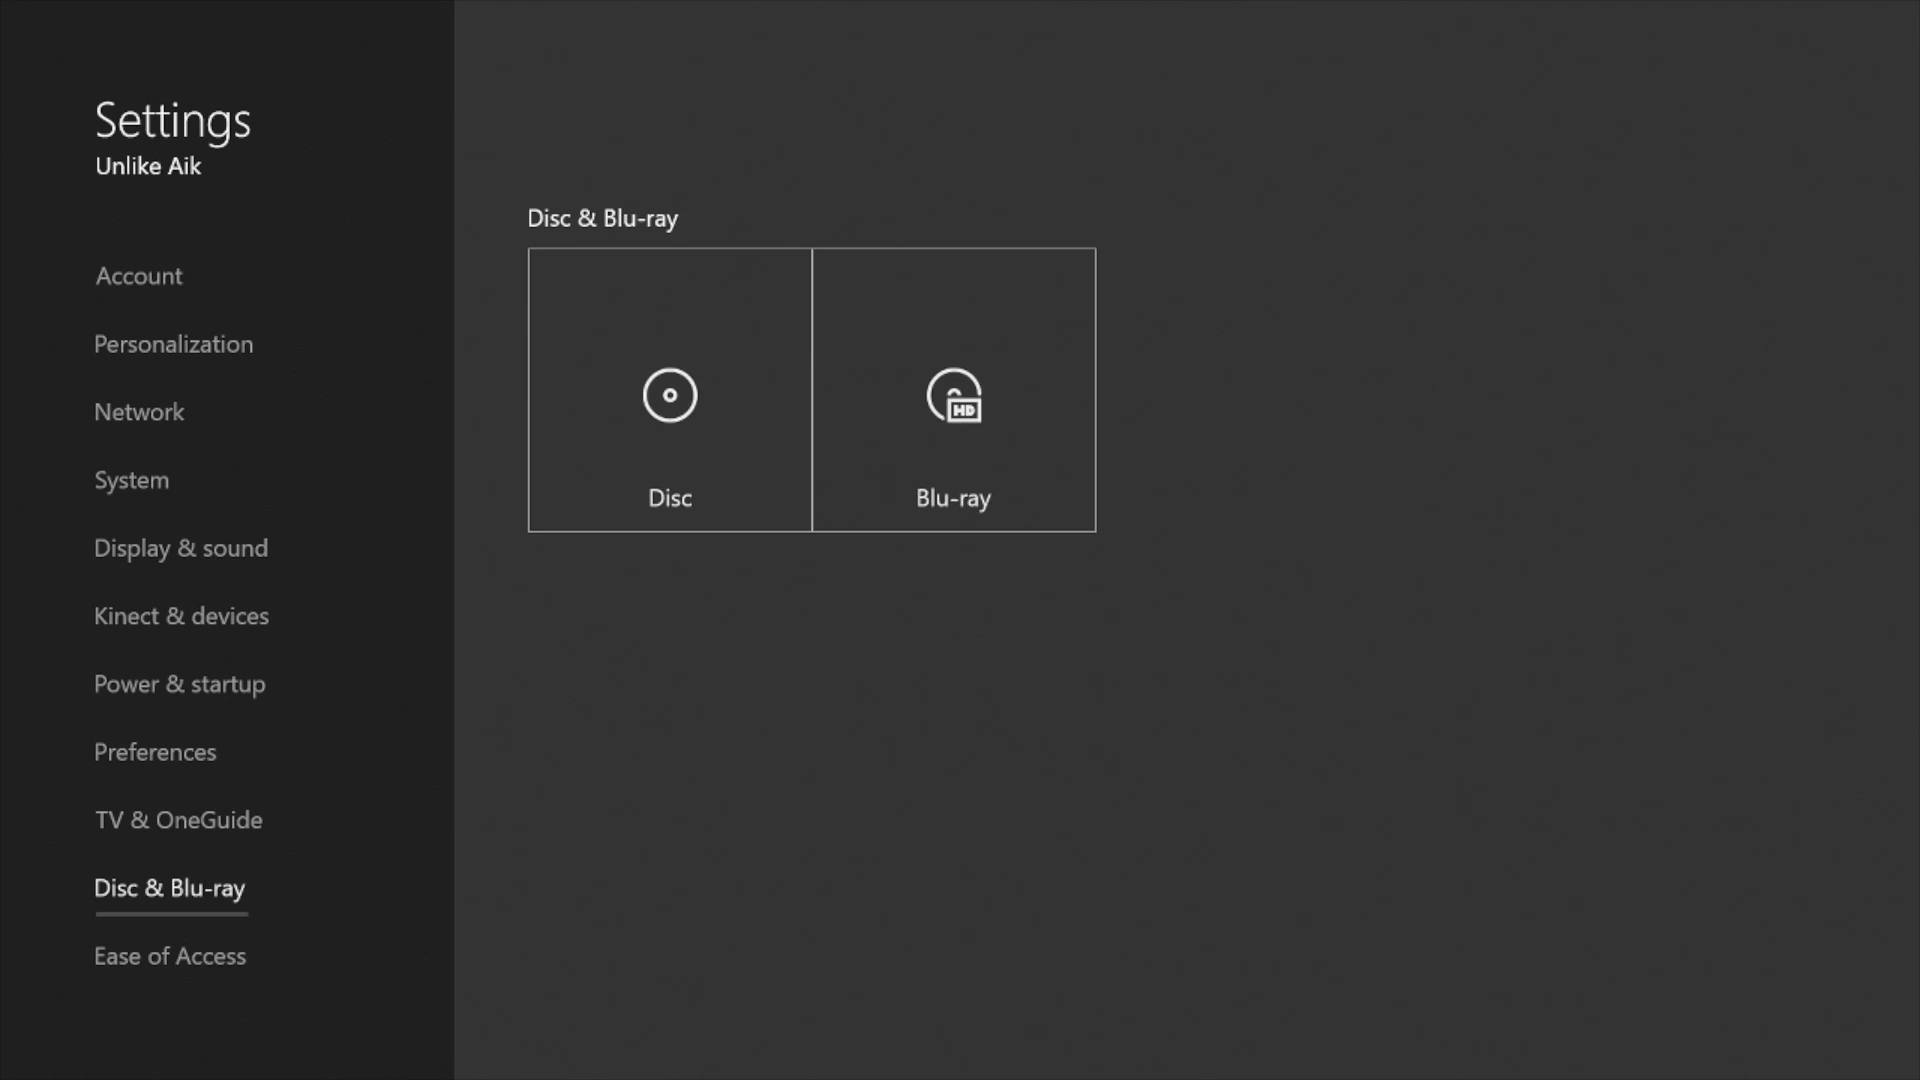 Settings
Unlike Aik
Account
Personalization
Network
System
Display & sound
Kinect & devices
Power & startup
Preferences
TV & OneGuide
Disc & Blu-ray
Ease of Access
Disc & Blu-ray
HD
Disc
Blu-ray